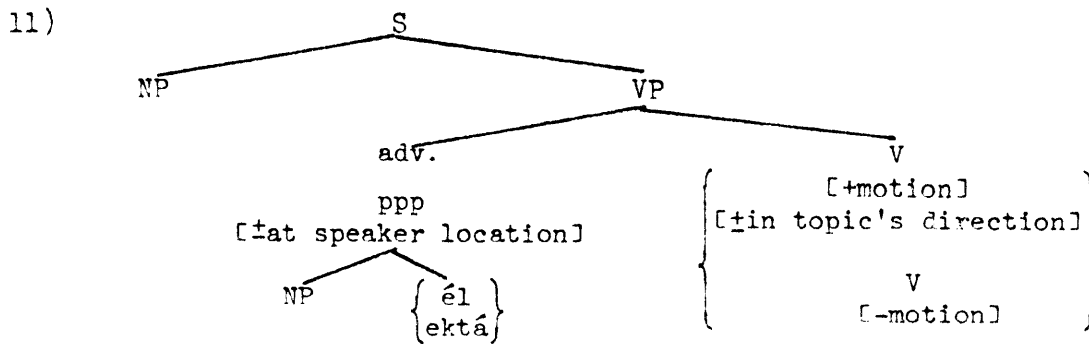 11)
S
NP VP
adv. V
ppp [+motion]
[±at speaker location] [±in topic's direction]
NP él V
ektá [-motion]